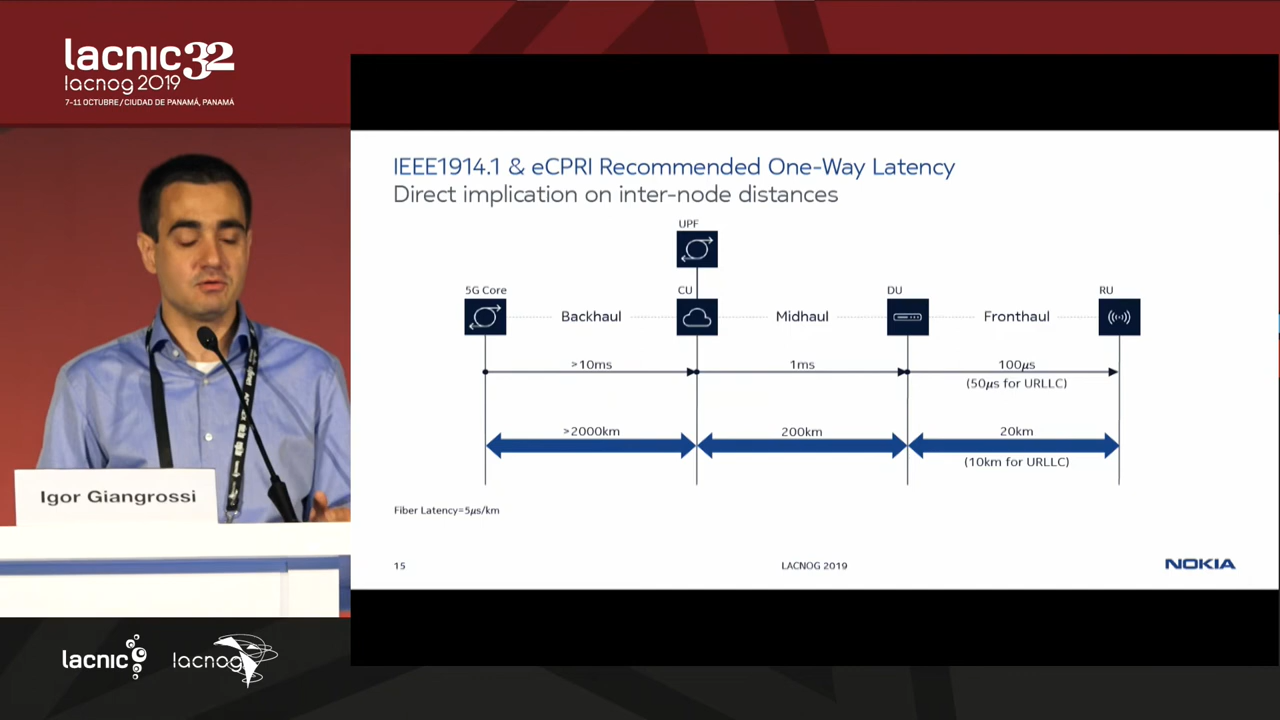 lacnic32
lacnog 2019
7-11 OCTUBRE / CIUDAD DE PANAMÁ, PANAMÁ
IEEE1914.1 & eCPRI Recommended One-Way Latency
Direct implication on inter-node distances
UPF
5G Core
CU
DU
RU
Backhaul
Midhaul
Fronthaul
>10ms
1ms
100µs
(50µs for URLLC)
>2000km
200km
20km
(10km for URLLC)
Fiber Latency=5µs/km
15
LACNOG 2019
NOKIA
Igor Giangrossi
lacnic
lacnog